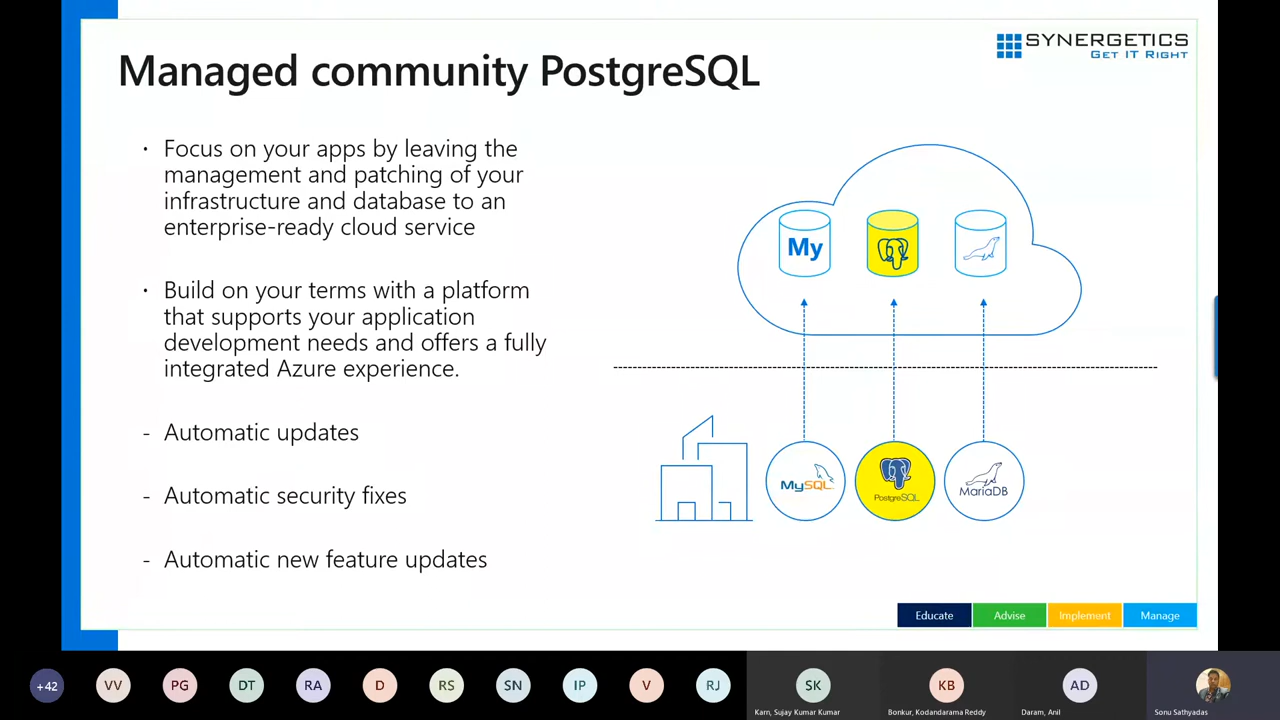 SYNERGETICS
GET IT RIGHT
Managed community PostgreSQL
· Focus on your apps by leaving the
management and patching of your
infrastructure and database to an
enterprise-ready cloud service
· Build on your terms with a platform
that supports your application
development needs and offers a fully
integrated Azure experience.
- Automatic updates
- Automatic security fixes
- Automatic new feature updates
My
MySQL
PostgreSQL
MariaDB
Educate
Advise
Implement
Manage
+42
VV
PG
DT
RA
D
RS
SN
IP
V
RJ
SK
KB
AD
Karn, Sujay Kumar Kumar
Bonkur, Kodandarama Reddy
Daram, Anil
Sonu Sathyadas